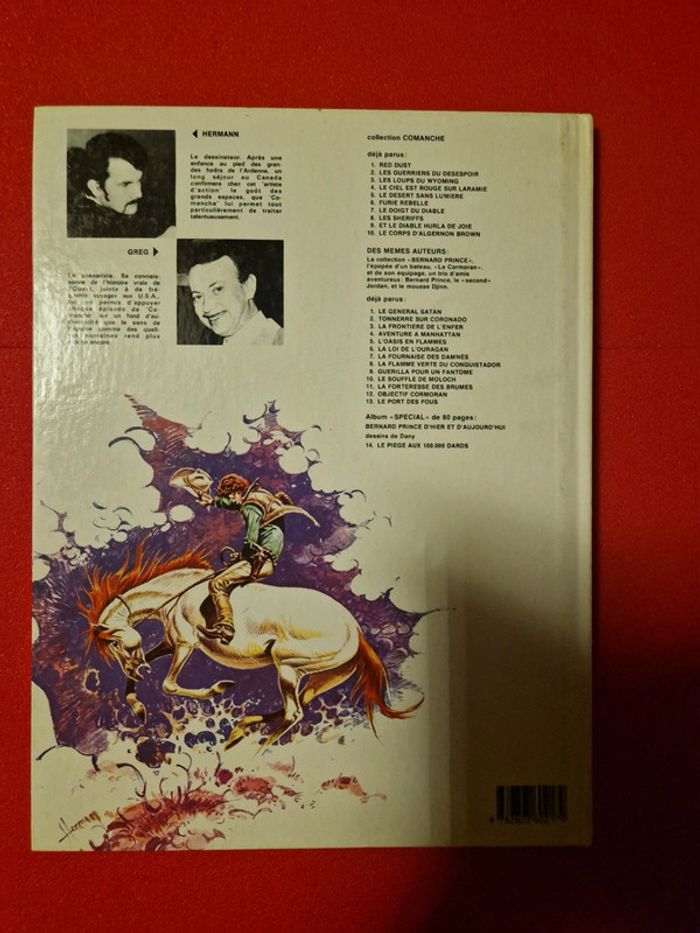 ◄ HERMANN
Le dessinateur. Après une
enfance au pied des gran-
des forêts de l'Ardenne, un
long séjour au Canada
confirmera chez cet 'artiste
d'action' le goût des
grands espaces, que 'Co-
manche' lui permet tout
particulièrement de traiter
talentueusement.
GREG ►
Le scénariste. Sa connais-
sance de l'histoire vraie de
l'Ouest, jointe à de fré-
quents voyages aux U.S.A.,
lui ont permis d'appuyer
chaque épisode de 'Co-
manche' sur un fond d'au-
thenticité que le sens de
humaines rend plus
encore.
collection COMANCHE
déjà parus:
1. RED DUST
2. LES GUERRIERS DU DESESPOIR
3. LES LOUPS DU WYOMING
4. LE CIEL EST ROUGE SUR LARAMIE
5. LE DESERT SANS LUMIERE
6. FURIE REBELLE
7. LE DOIGT DU DIABLE
8. LES SHERIFFS
9. ET LE DIABLE HURLA DE JOIE
10. LE CORPS D'ALGERNON BROWN
DES MEMES AUTEURS:
La collection «BERNARD PRINCE»,
l'épopée d'un bateau, «Le Cormoran»,
et de son équipage, un trio d'amis
aventureux: Bernard Prince, le «second»
Jordan, et le mousse Djinn.
déjà parus:
1. LE GENERAL SATAN
2. TONNERRE SUR CORONADO
3. LA FRONTIERE DE L'ENFER
4. AVENTURE A MANHATTAN
5. L'OASIS EN FLAMMES
6. LA LOI DE L'OURAGAN
7. LA FOURNAISE DES DAMNES
8. LA FLAMME VERTE DU CONQUISTADOR
9. GUERILLA POUR UN FANTOME
10. LE SOUFFLE DE MOLOCH
11. LA FORTERESSE DES BRUMES
12. OBJECTIF CORMORAN
13. LE PORT DES FOUS
Album «SPECIAL» de 60 pages:
BERNARD PRINCE D'HIER ET D'AUJOURD'HUI
dessins de Dany
14. LE PIEGE AUX 100.000 DARDS
Hermann